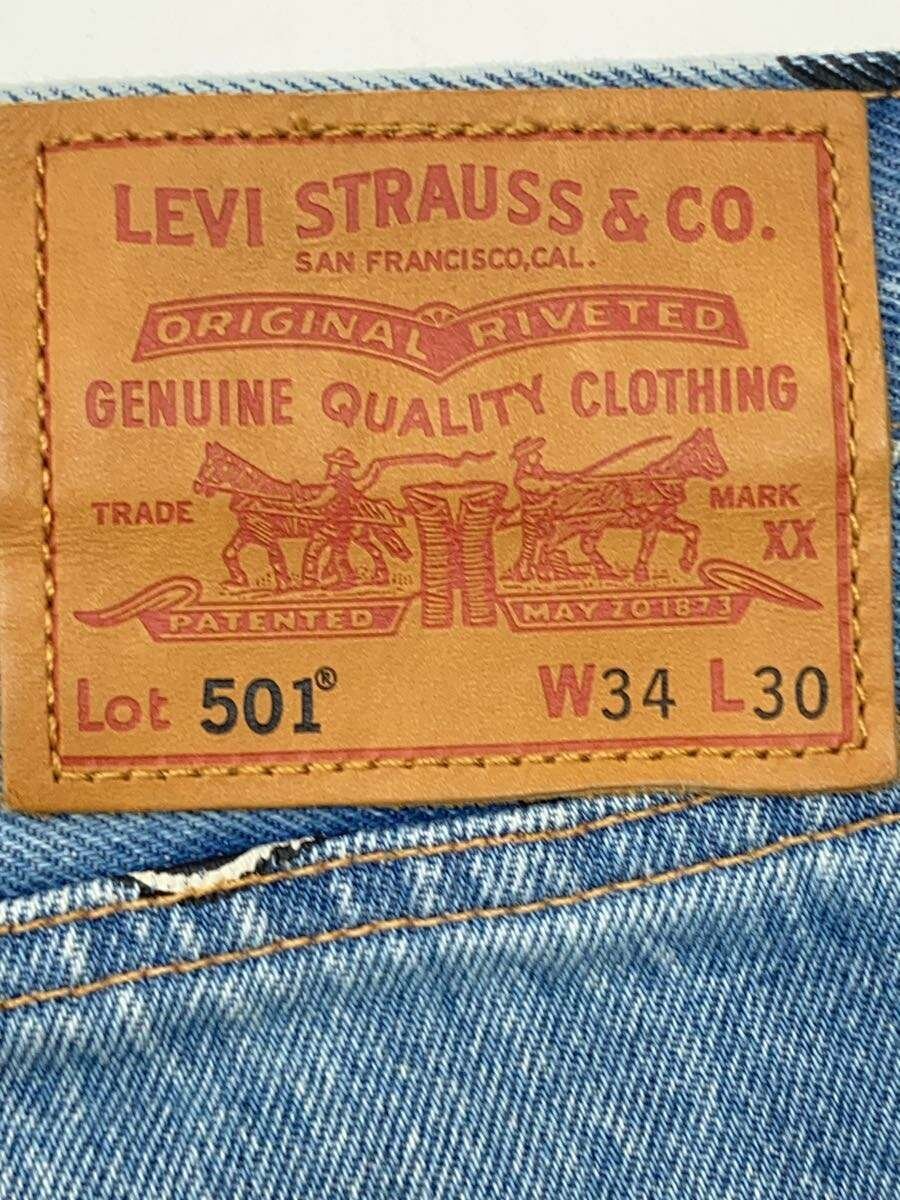 LEVI STRAUSS & CO.
SAN FRANCISCO, CAL.
ORIGINAL RIVETED
GENUINE QUALITY CLOTHING
TRADE MARK
XX
PATENTED MAY 20 1873
Lot 501® W34 L30